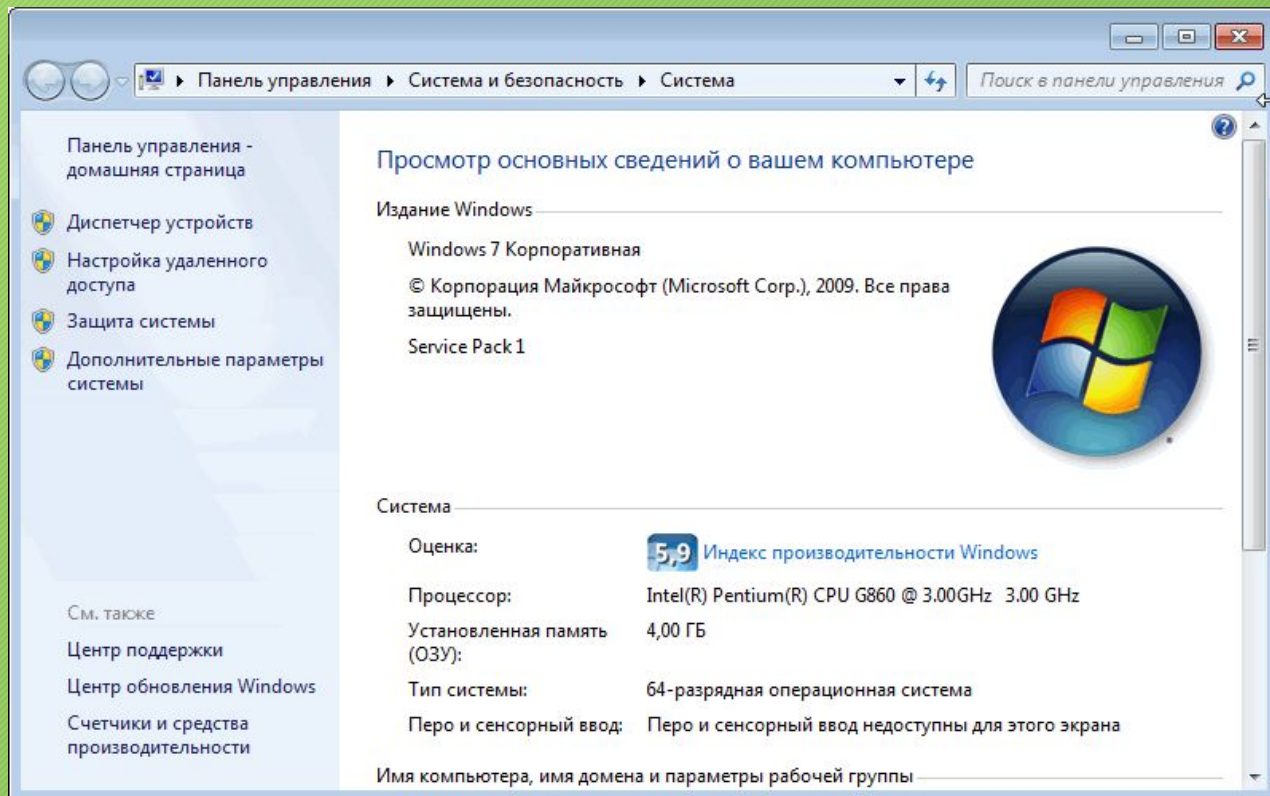 Панель управления ▸ Система и безопасность ▸ Система
Поиск в панели управления
Панель управления -
домашняя страница
Диспетчер устройств
Настройка удаленного
доступа
Защита системы
Дополнительные параметры
системы
См. также
Центр поддержки
Центр обновления Windows
Счетчики и средства
производительности
Просмотр основных сведений о вашем компьютере
Издание Windows
Windows 7 Корпоративная
© Корпорация Майкрософт (Microsoft Corp.), 2009. Все права
защищены.
Service Pack 1
Система
Оценка: 5,9 Индекс производительности Windows
Процессор: Intel(R) Pentium(R) CPU G860 @ 3.00GHz 3.00 GHz
Установленная память 4,00 ГБ
(ОЗУ):
Тип системы: 64-разрядная операционная система
Перо и сенсорный ввод: Перо и сенсорный ввод недоступны для этого экрана
Имя компьютера, имя домена и параметры рабочей группы